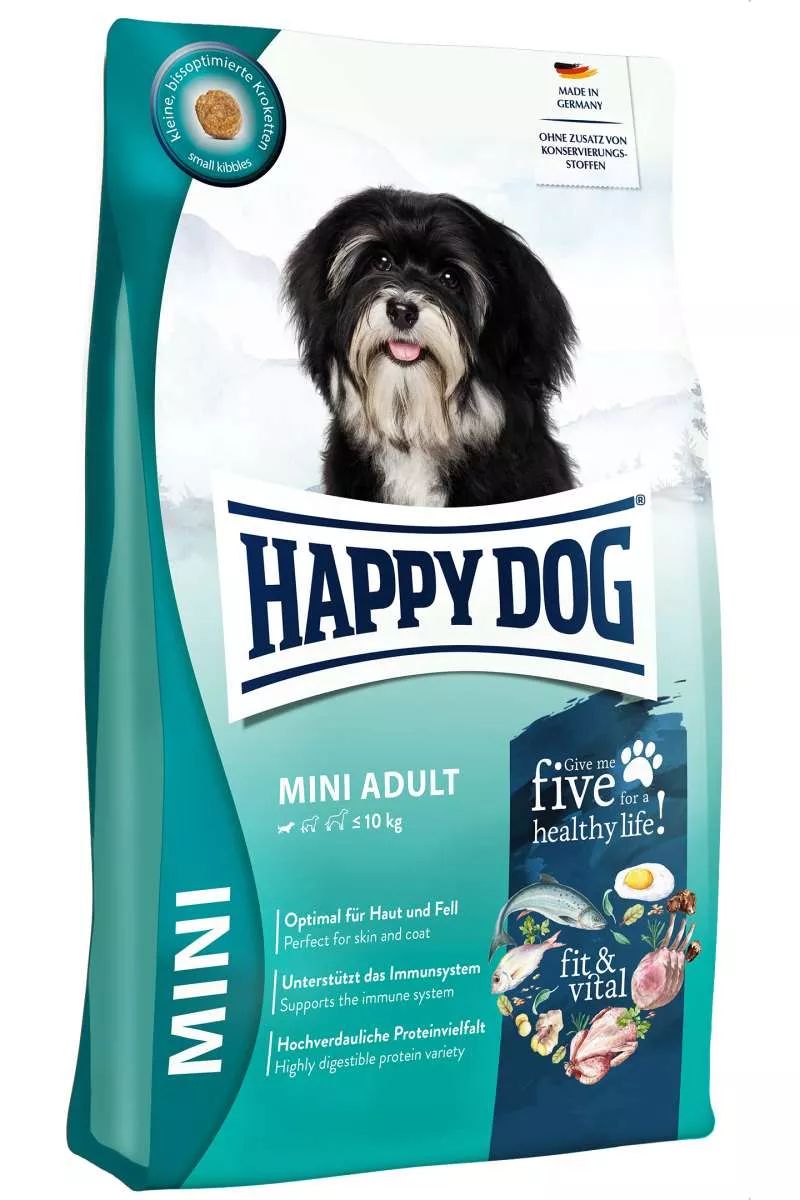 kleine, bissoptimierte Kroketten
small kibbles
MADE IN
GERMANY
OHNE ZUSATZ VON
KONSERVIERUNGS-
STOFFEN
HAPPY DOG®
MINI ADULT
≤ 10 kg
Give me
five
for a
healthy life!
Optimal für Haut und Fell
Perfect for skin and coat
Unterstützt das Immunsystem
Supports the immune system
Hochverdauliche Proteinvielfalt
Highly digestible protein variety
fit &
vital
MINI